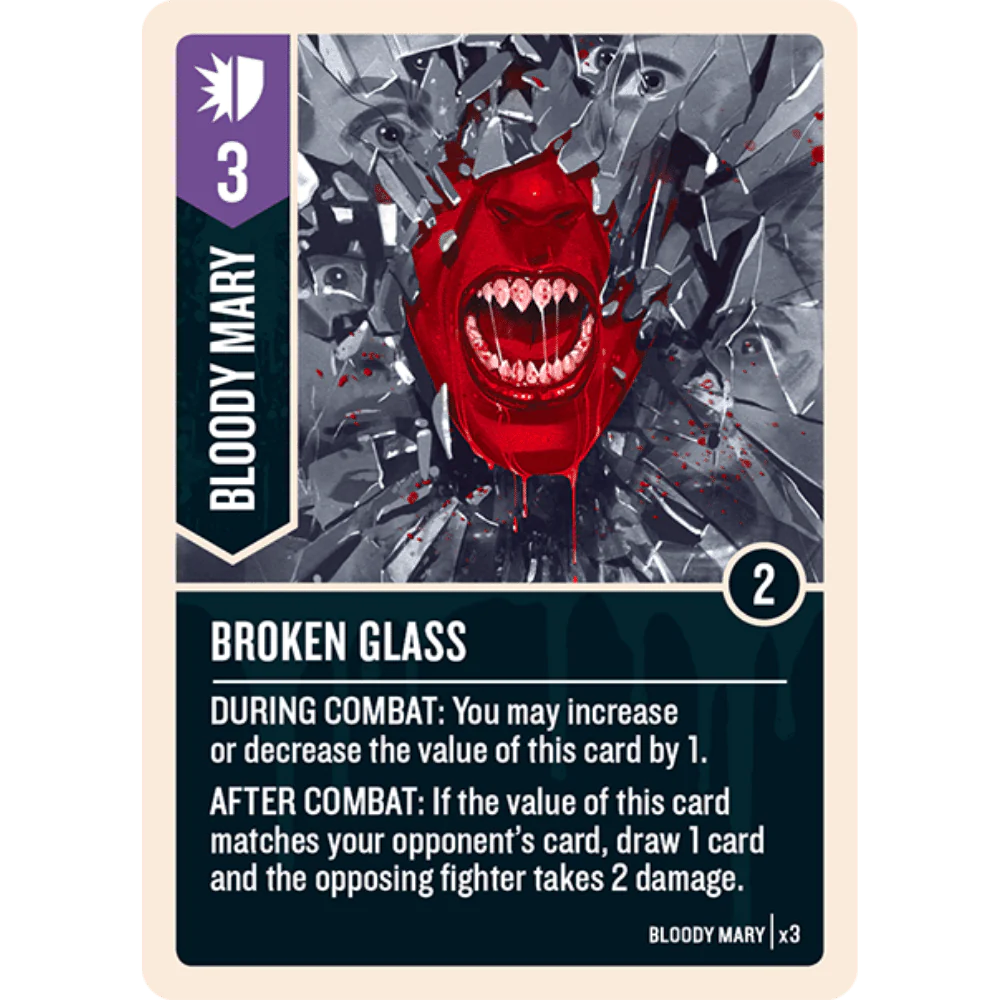 3
BLOODY MARY
2
BROKEN GLASS
DURING COMBAT: You may increase
or decrease the value of this card by 1.
AFTER COMBAT: If the value of this card
matches your opponent's card, draw 1 card
and the opposing fighter takes 2 damage.
BLOODY MARY | x3